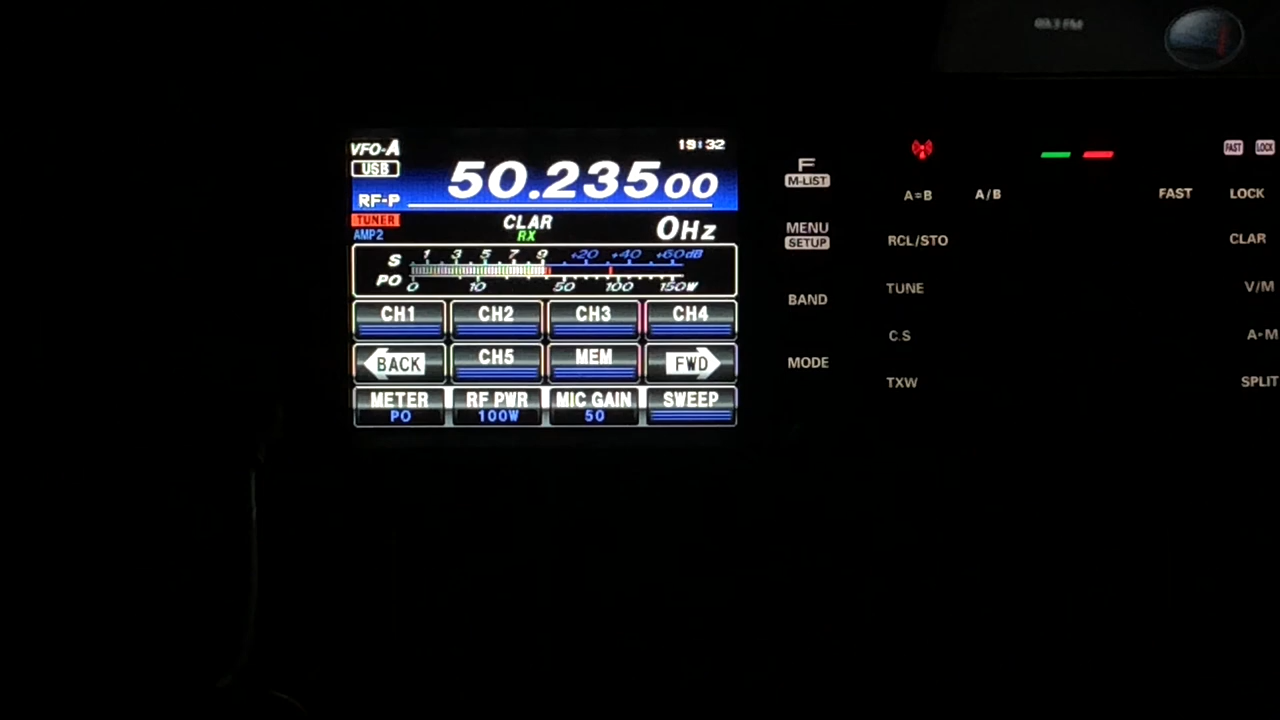 VFO-A
19:32
USB
50.23500
RF-P
TUNER
CLAR
0Hz
AMP2
RX
S 1 3 5 7 9 +20 +40 +60dB
PO
0 10 50 100 150W
CH1 CH2 CH3 CH4
BACK CH5 MEM FWD
METER RF PWR MIC GAIN SWEEP
PO 100W 50
F
M-LIST
MENU
SETUP
BAND
MODE
A=B A/B
RCL/STO
TUNE
C.S
TXW
FAST LOCK
FAST LOCK
CLAR
V/M
A▸M
SPLIT